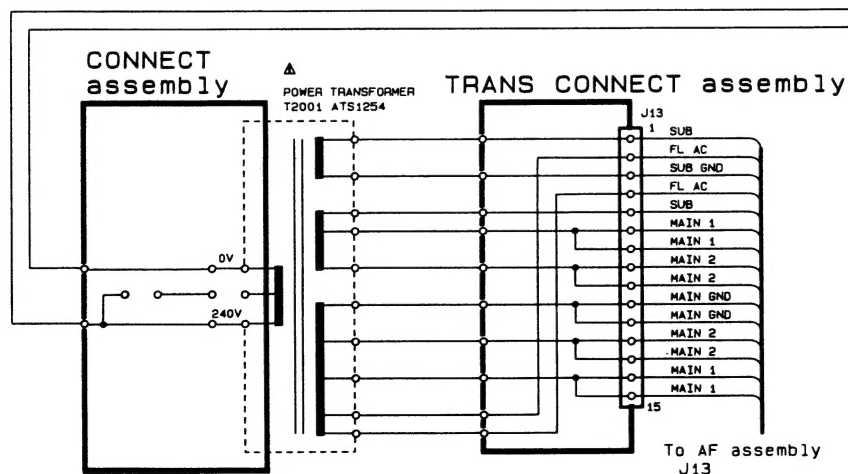 CONNECT
assembly
POWER TRANSFORMER
T2001 ATS1254
TRANS CONNECT assembly
J13
1
SUB
FL AC
SUB GND
FL AC
SUB
MAIN 1
MAIN 1
MAIN 2
MAIN 2
MAIN GND
MAIN GND
MAIN 2
MAIN 2
MAIN 1
MAIN 1
15
0V
240V
To AF assembly
J13